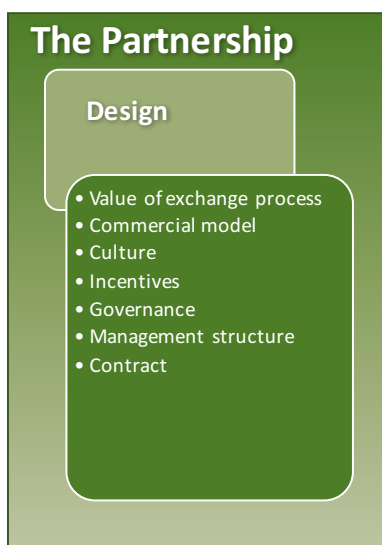 The Partnership
Design
• Value of exchange process
• Commercial model
• Culture
• Incentives
• Governance
• Management structure
• Contract